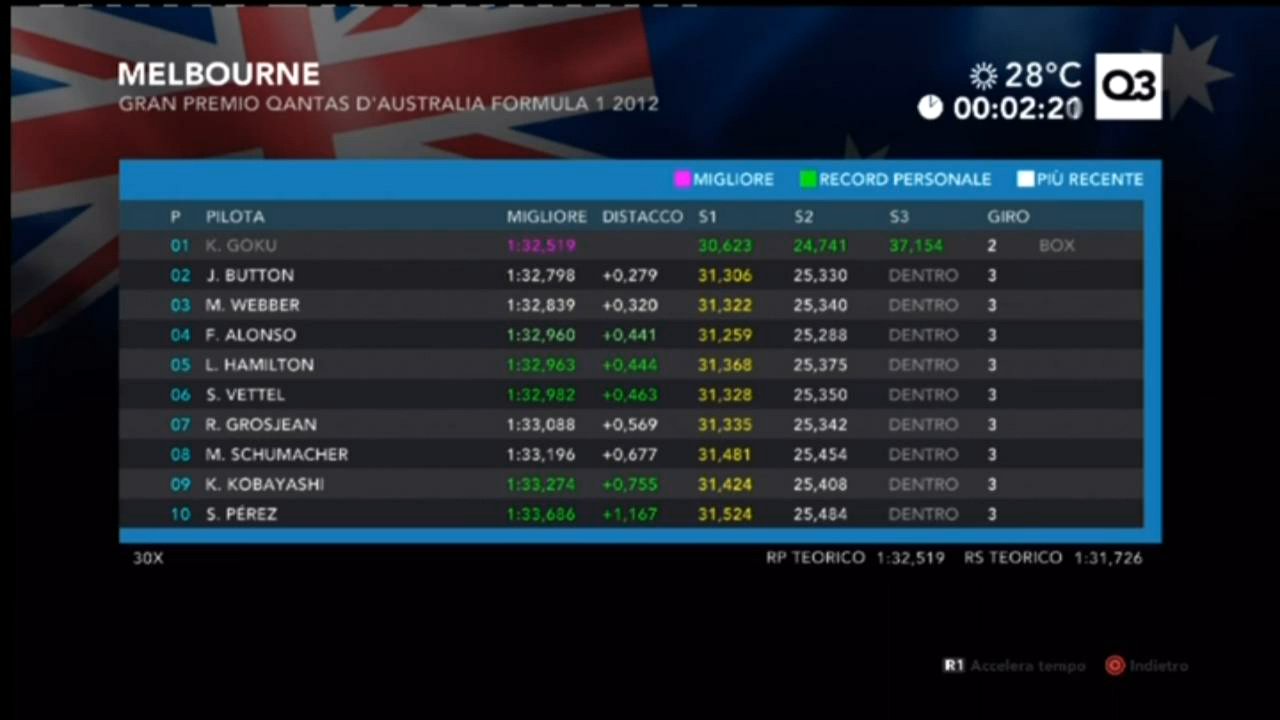 MELBOURNE
GRAN PREMIO QANTAS D'AUSTRALIA FORMULA 1 2012
28°C
00:02:20
Q3
MIGLIORE RECORD PERSONALE PIÙ RECENTE
P PILOTA MIGLIORE DISTACCO S1 S2 S3 GIRO
01 K. GOKU 1:32,519 30,623 24,741 37,154 2 BOX
02 J. BUTTON 1:32,798 +0,279 31,306 25,330 DENTRO 3
03 M. WEBBER 1:32,839 +0,320 31,322 25,340 DENTRO 3
04 F. ALONSO 1:32,960 +0,441 31,259 25,288 DENTRO 3
05 L. HAMILTON 1:32,963 +0,444 31,368 25,375 DENTRO 3
06 S. VETTEL 1:32,982 +0,463 31,328 25,350 DENTRO 3
07 R. GROSJEAN 1:33,088 +0,569 31,335 25,342 DENTRO 3
08 M. SCHUMACHER 1:33,196 +0,677 31,481 25,454 DENTRO 3
09 K. KOBAYASHI 1:33,274 +0,755 31,424 25,408 DENTRO 3
10 S. PÉREZ 1:33,686 +1,167 31,524 25,484 DENTRO 3
30X RP TEORICO 1:32,519 RS TEORICO 1:31,726
R1 Accelera tempo Indietro